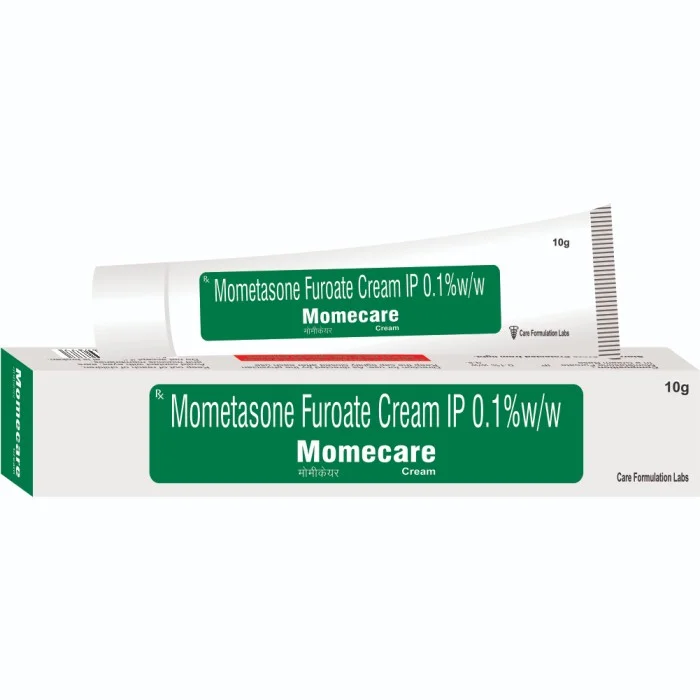 10g
Rx
Mometasone Furoate Cream IP 0.1%w/w
Momecare
मोमीकेयर
Cream
Care Formulation Labs
Momecare
10g
Rx
Mometasone Furoate Cream IP 0.1%w/w
Momecare
मोमीकेयर
Cream
Care Formulation Labs